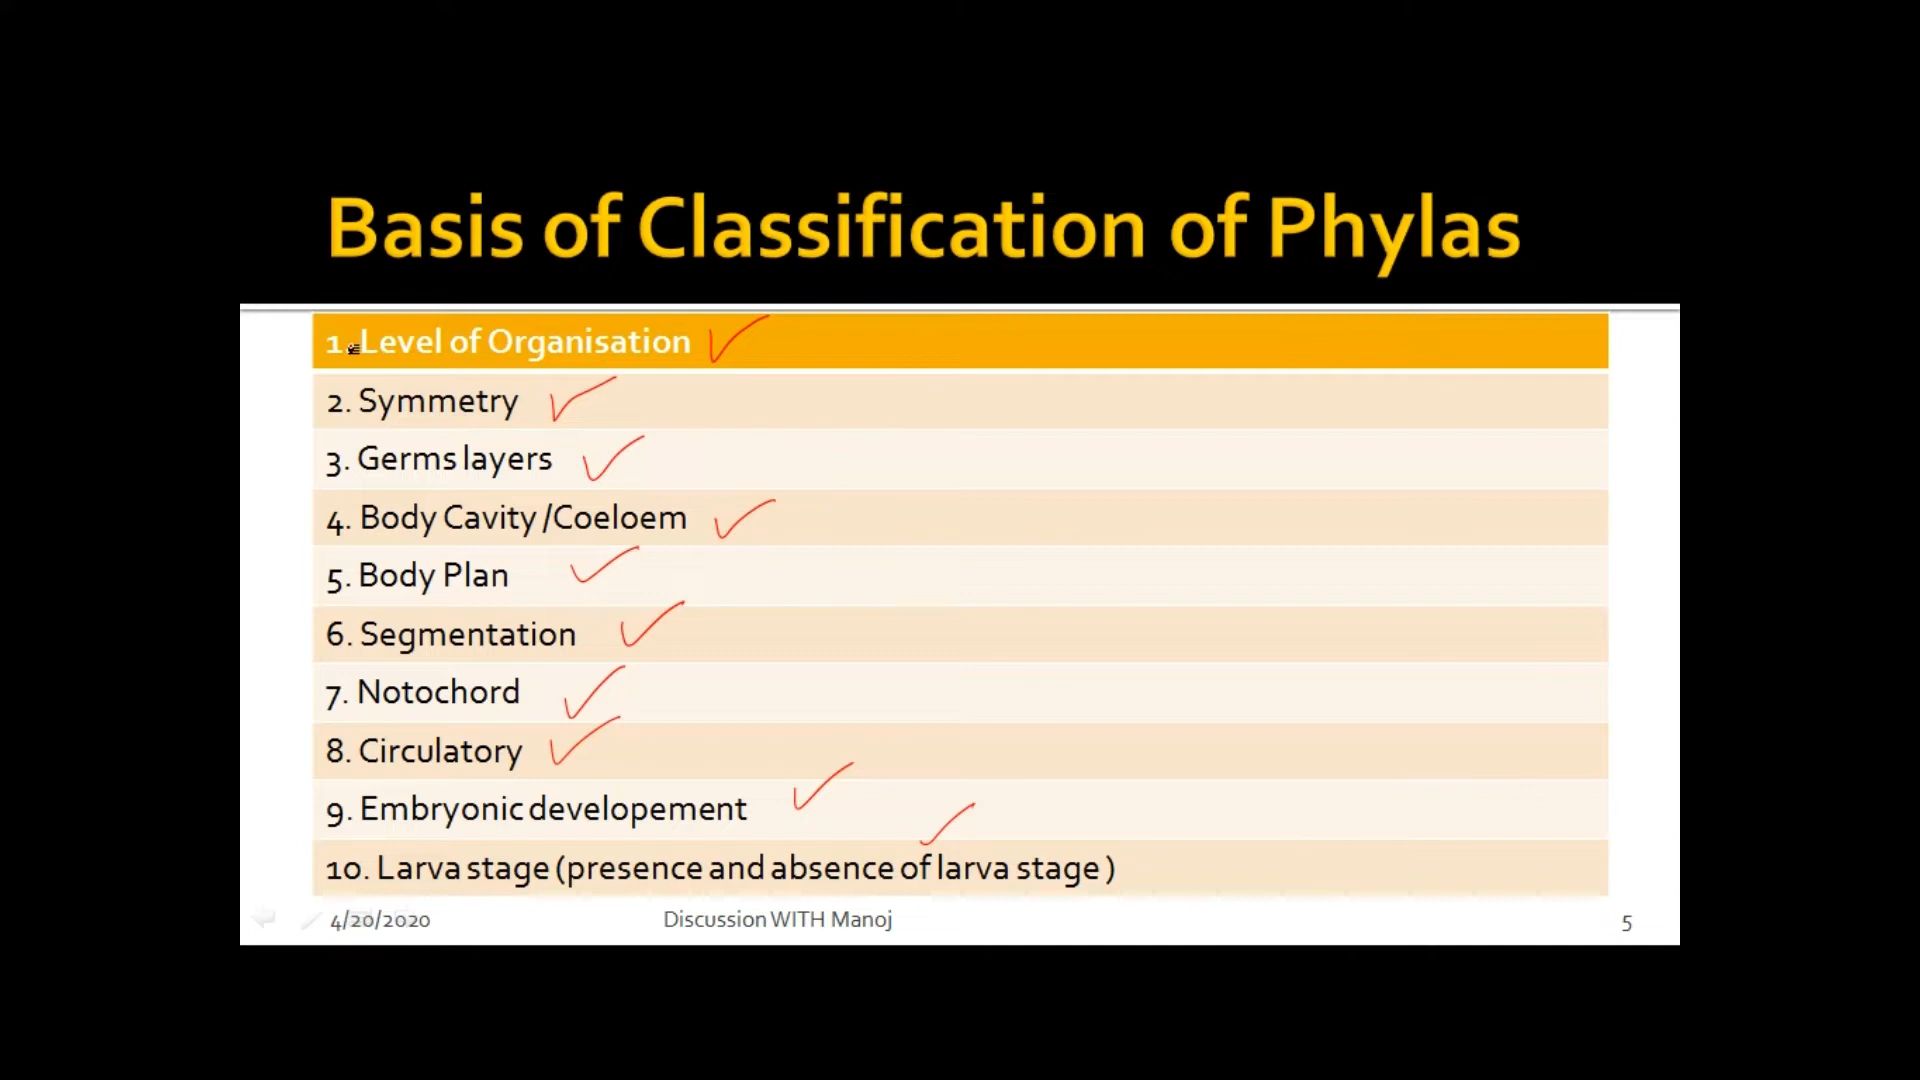 Basis of Classification of Phylas
1. Level of Organisation
2. Symmetry
3. Germs layers
4. Body Cavity /Coeloem
5. Body Plan
6. Segmentation
7. Notochord
8. Circulatory
9. Embryonic developement
10. Larva stage (presence and absence of larva stage )
4/20/2020 Discussion WITH Manoj 5